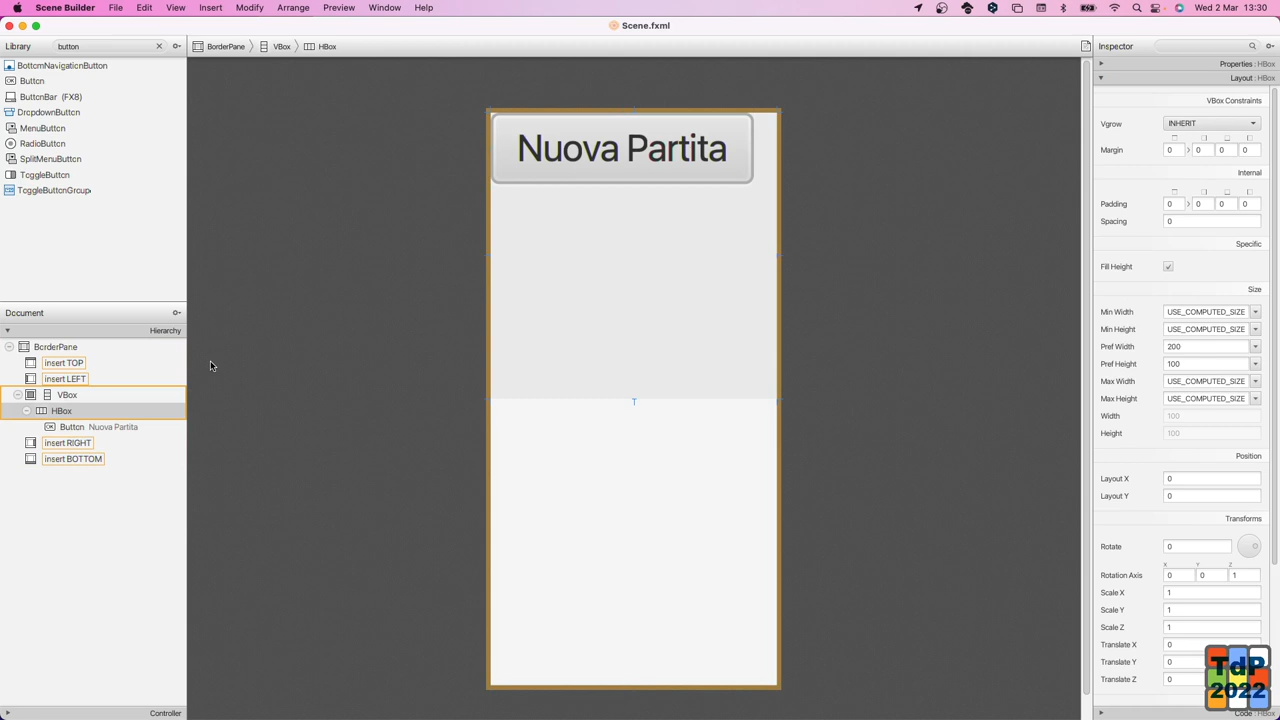 Scene Builder File Edit View Insert Modify Arrange Preview Window Help Wed 2 Mar 13:30
Scene.fxml
Library button
BorderPane VBox HBox
Inspector
BottomNavigationButton
Button
ButtonBar (FX8)
DropdownButton
MenuButton
RadioButton
SplitMenuButton
ToggleButton
ToggleButtonGroup
Document
Hierarchy
BorderPane
insert TOP
insert LEFT
VBox
HBox
Button Nuova Partita
insert RIGHT
insert BOTTOM
Controller
Nuova Partita
Properties : HBox
Layout : HBox
VBox Constraints
Vgrow INHERIT
Margin 0 0 0 0
Internal
Padding 0 0 0 0
Spacing 0
Specific
Fill Height
Size
Min Width USE_COMPUTED_SIZE
Min Height USE_COMPUTED_SIZE
Pref Width 200
Pref Height 100
Max Width USE_COMPUTED_SIZE
Max Height USE_COMPUTED_SIZE
Width 100
Height 100
Position
Layout X 0
Layout Y 0
Transforms
Rotate 0
X Y Z
Rotation Axis 0 0 1
Scale X 1
Scale Y 1
Scale Z 1
Translate X 0
Translate Y 0
Translate Z 0
Code : HBox
TdP
2022